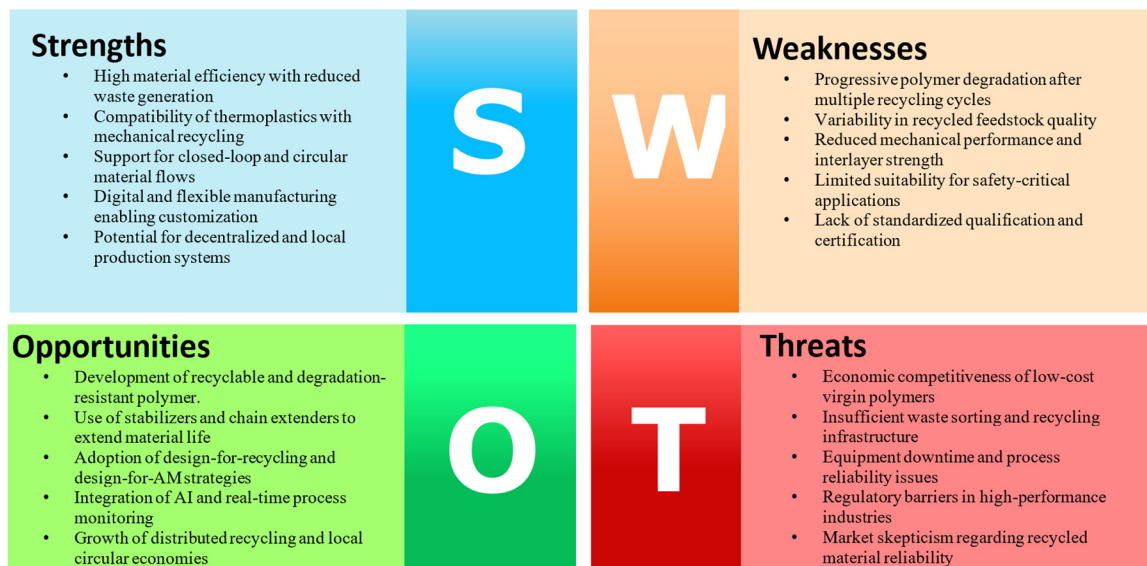 Strengths
• High material efficiency with reduced
waste generation
• Compatibility of thermoplastics with
mechanical recycling
• Support for closed-loop and circular
material flows
• Digital and flexible manufacturing
enabling customization
• Potential for decentralized and local
production systems
S
W
Weaknesses
• Progressive polymer degradation after
multiple recycling cycles
• Variability in recycled feedstock quality
• Reduced mechanical performance and
interlayer strength
• Limited suitability for safety-critical
applications
• Lack of standardized qualification and
certification
Opportunities
• Development of recyclable and degradation-
resistant polymer.
• Use of stabilizers and chain extenders to
extend material life
• Adoption of design-for-recycling and
design-for-AM strategies
• Integration of AI and real-time process
monitoring
• Growth of distributed recycling and local
circular economies
O
T
Threats
• Economic competitiveness of low-cost
virgin polymers
• Insufficient waste sorting and recycling
infrastructure
• Equipment downtime and process
reliability issues
• Regulatory barriers in high-performance
industries
• Market skepticism regarding recycled
material reliability